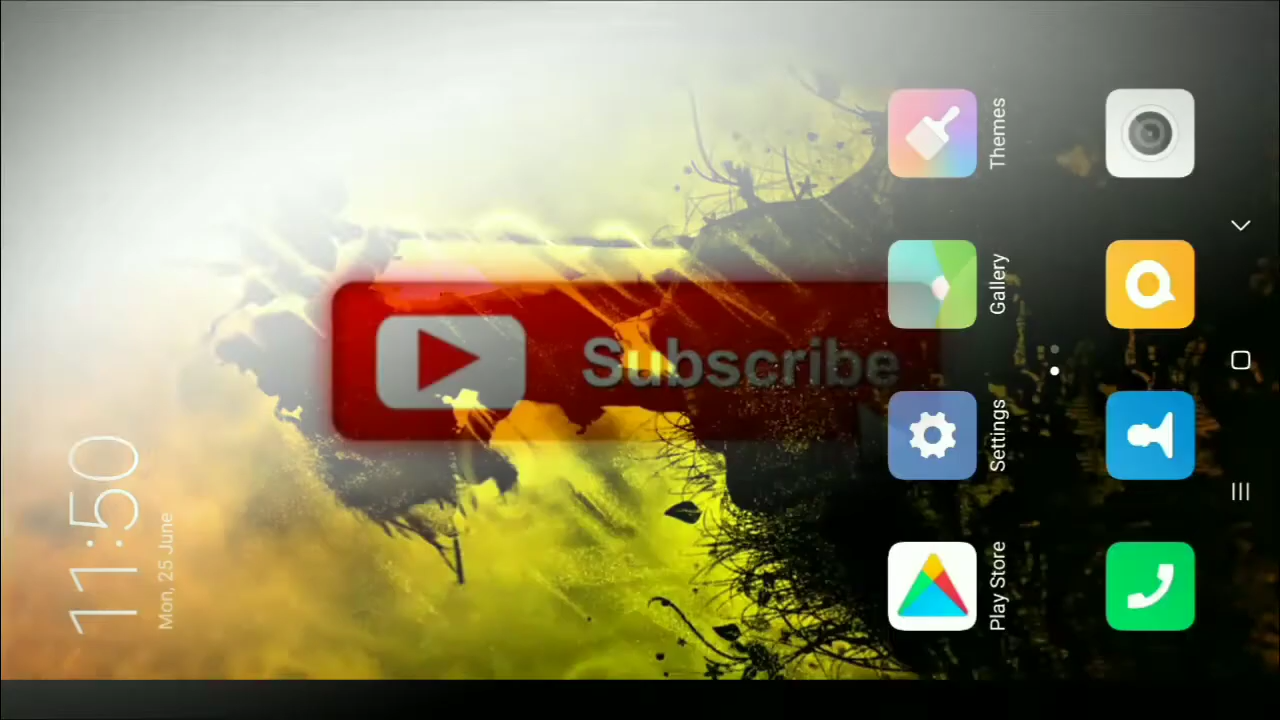 11:50
Mon, 25 June
Subscribe
Play Store
Settings
Gallery
Themes